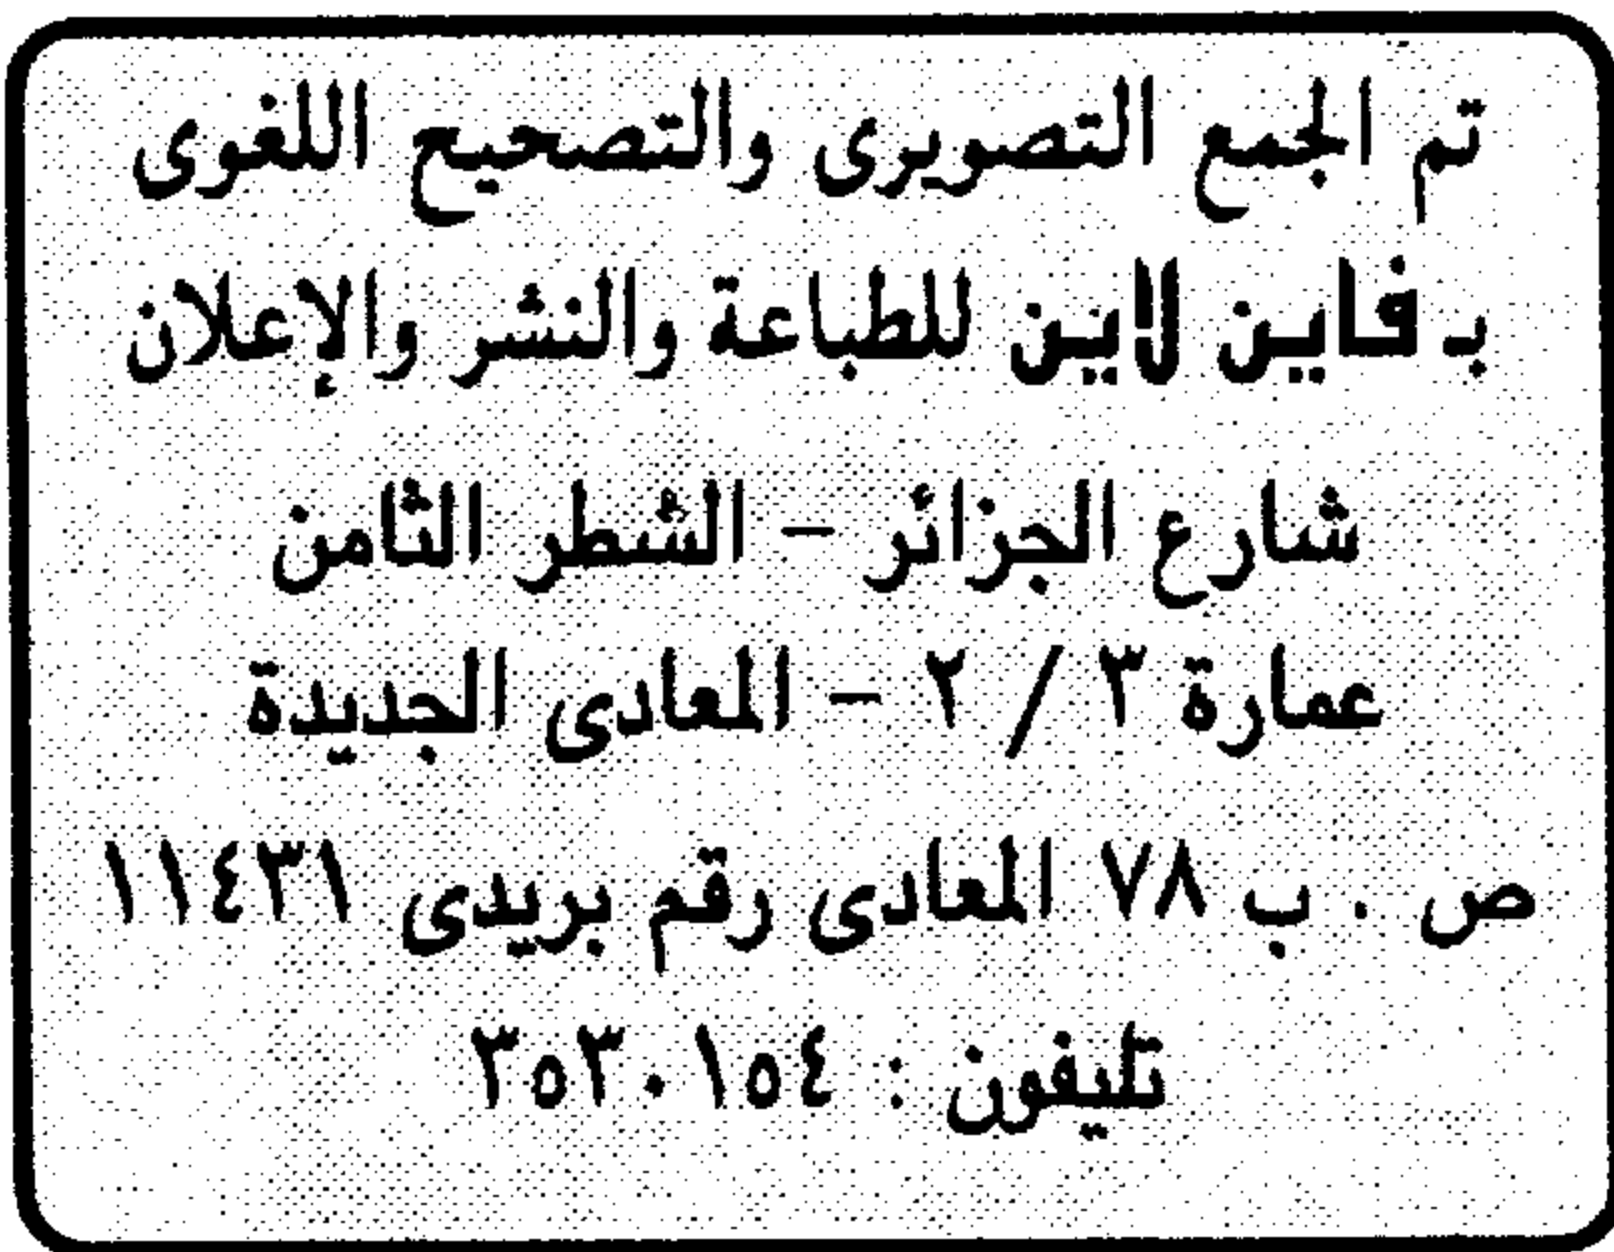 تم الجمع التصويرى والتصحيح اللغوى
بـ فاين لاين للطباعة والنشر والإعلان
شارع الجزائر – الشطر الثامن
عمارة ٣ / ٢ – المعادى الجديدة
ص . ب ٧٨ المعادى رقم بريدى ١١٤٣١
تليفون : ٣٥٣٠١٥٤